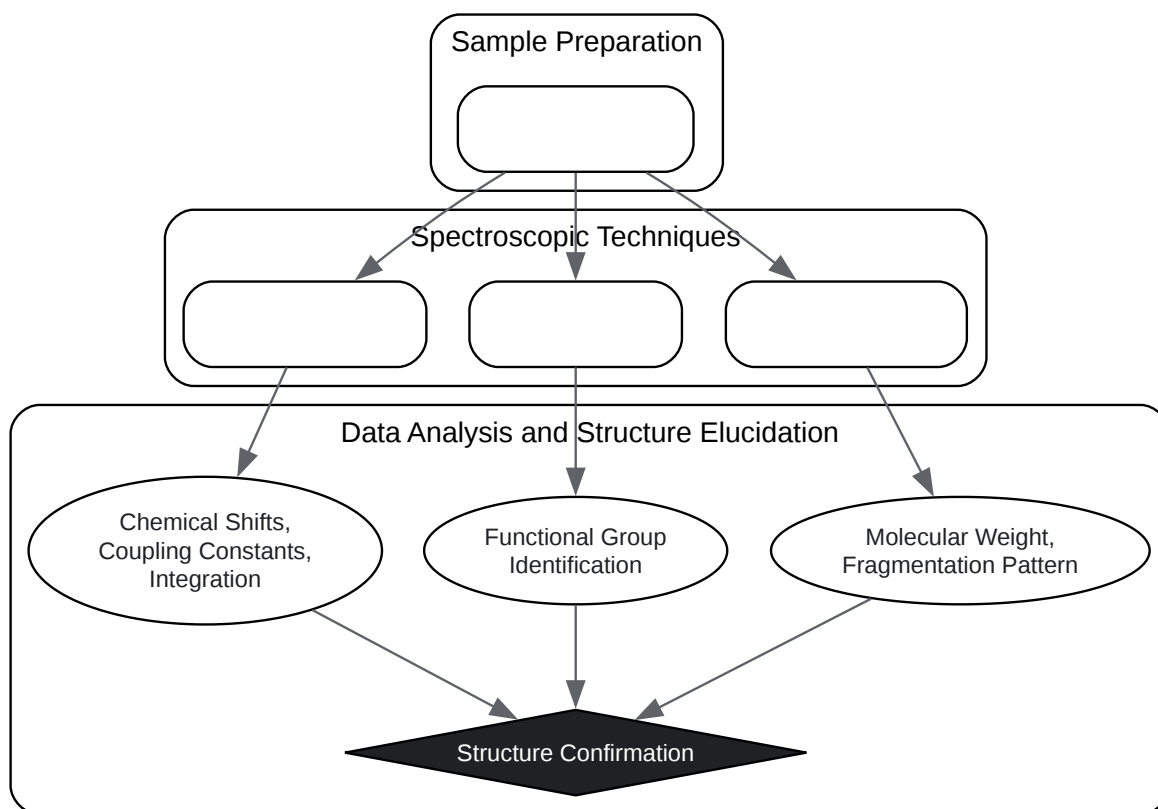 Sample Preparation
Spectroscopic Techniques
Data Analysis and Structure Elucidation
Chemical Shifts,
Coupling Constants,
Integration
Functional Group
Identification
Molecular Weight,
Fragmentation Pattern
Structure Confirmation